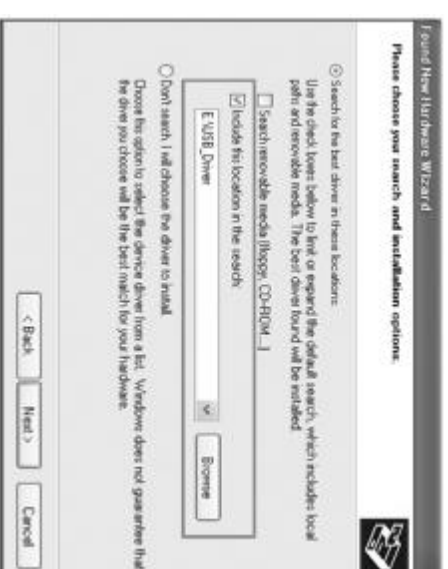 Found New Hardware Wizard
Please choose your search and installation options.
Search for the best driver in these locations.
Use the check boxes below to limit or expand the default search, which includes local
paths and removable media. The best driver found will be installed.
Search removable media (floppy, CD-ROM...)
Include this location in the search:
E:\USB_Driver
Browse
Don't search. I will choose the driver to install.
Choose this option to select the device driver from a list. Windows does not guarantee that
the driver you choose will be the best match for your hardware.
< Back
Next >
Cancel